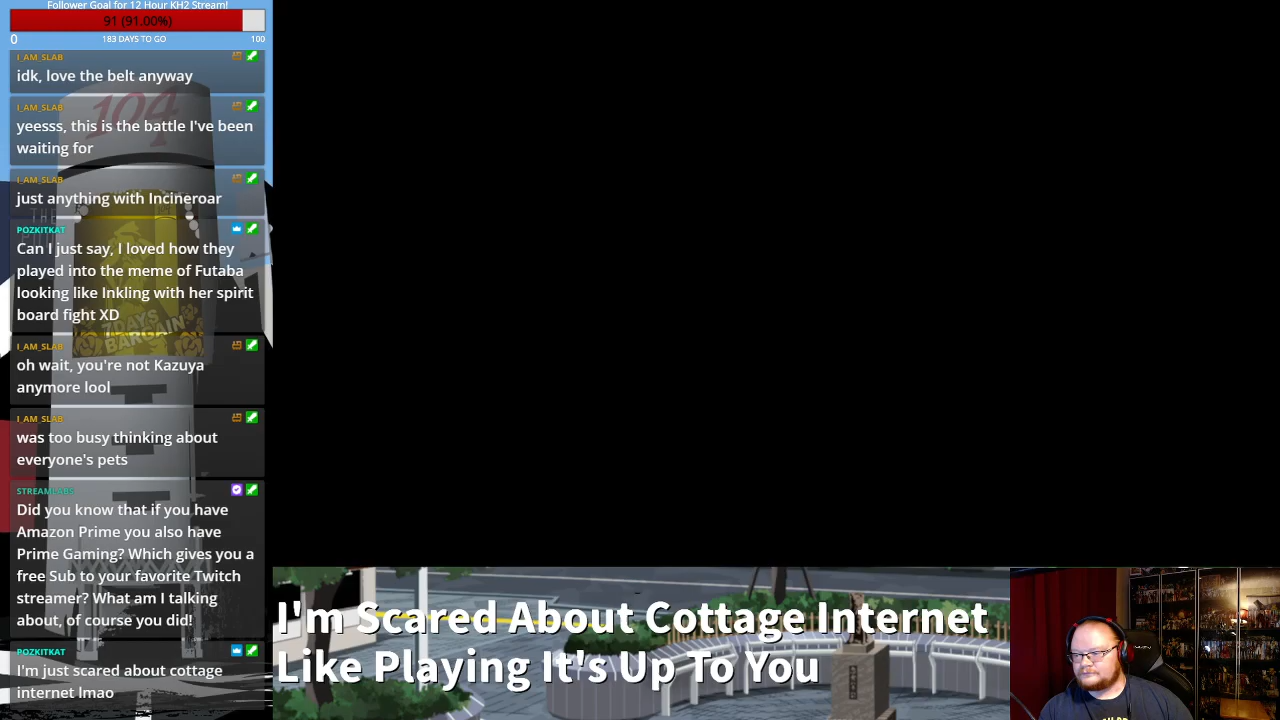 Follower Goal for 12 Hour KH2 Stream!
91 (91.00%)
0
183 DAYS TO GO
100
I_AM_SLAB
idk, love the belt anyway
I_AM_SLAB
yeesss, this is the battle I've been
waiting for
104
I_AM_SLAB
just anything with Incineroar
POZKITKAT
Can I just say, I loved how they
played into the meme of Futaba
looking like Inkling with her spirit
board fight XD
7DAYS
BARGAIN
I_AM_SLAB
oh wait, you're not Kazuya
anymore lool
I_AM_SLAB
was too busy thinking about
everyone's pets
STREAMLABS
Did you know that if you have
Amazon Prime you also have
Prime Gaming? Which gives you a
free Sub to your favorite Twitch
streamer? What am I talking
about, of course you did!
POZKITKAT
I'm just scared about cottage
internet lmao
I'm Scared About Cottage Internet
Like Playing It's Up To You